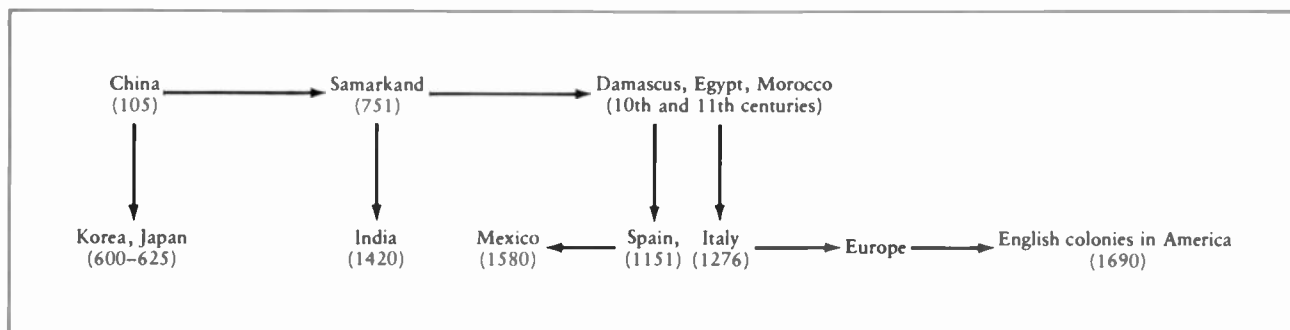 China
(105)
Samarkand
(751)
Damascus, Egypt, Morocco
(10th and 11th centuries)
Korea, Japan
(600–625)
India
(1420)
Mexico
(1580)
Spain,
(1151)
Italy
(1276)
Europe
English colonies in America
(1690)